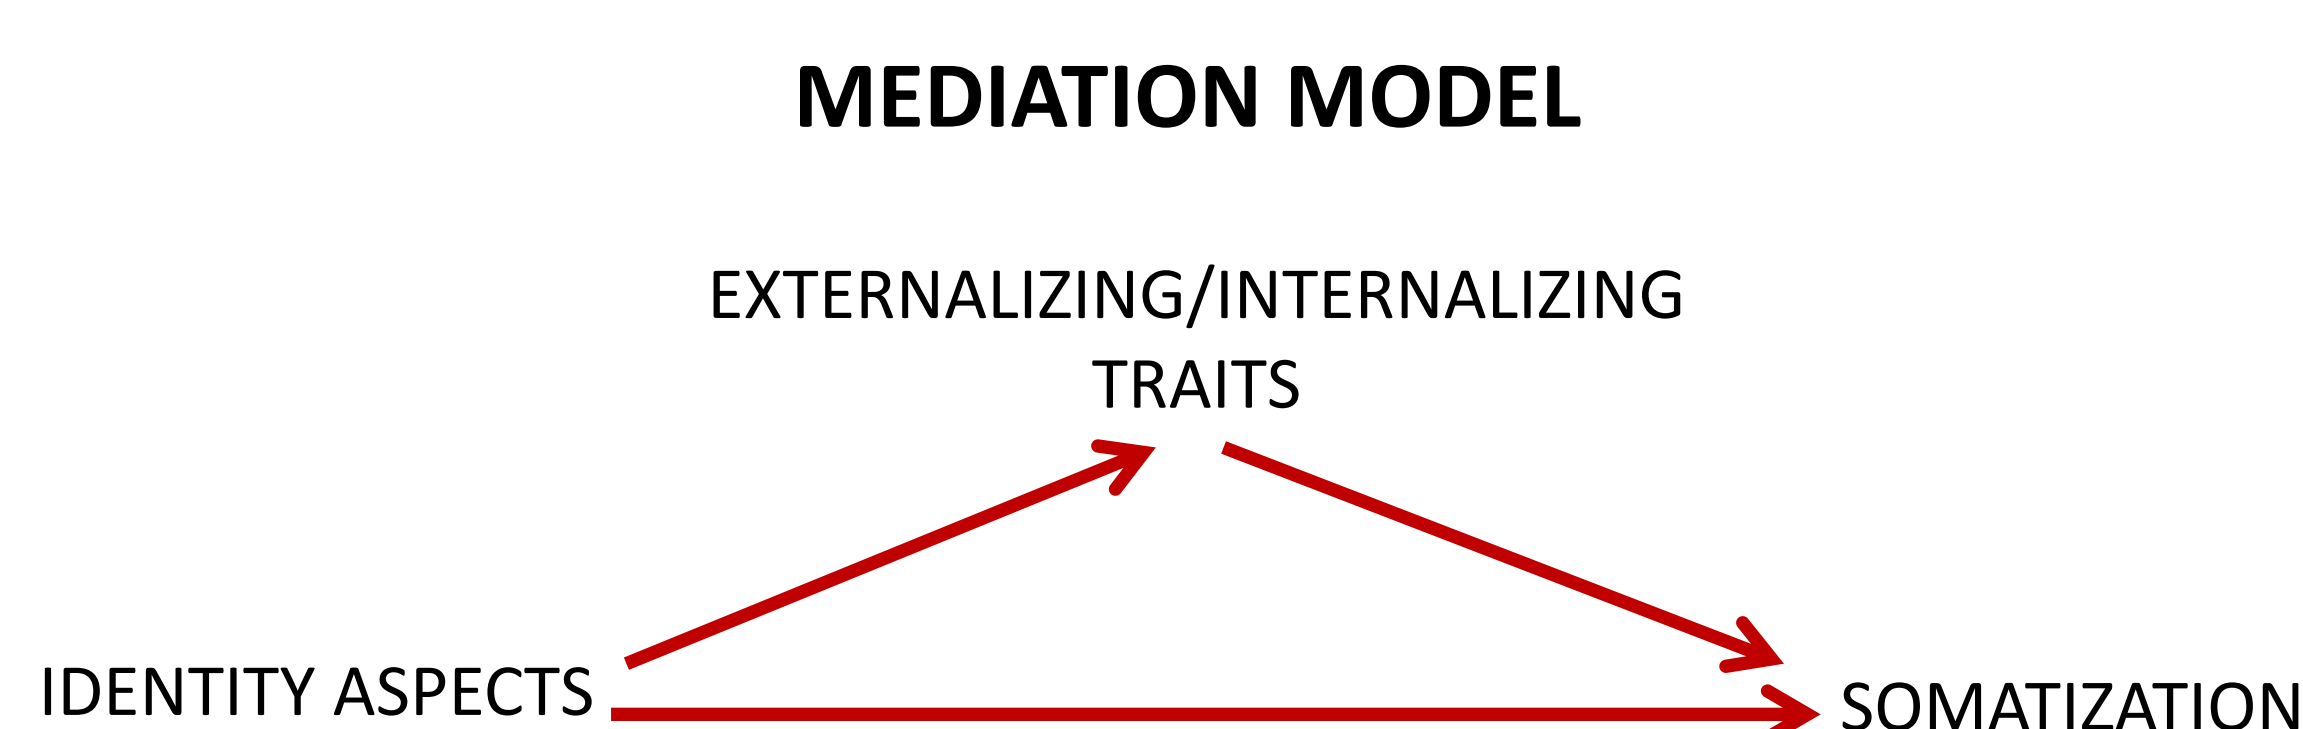 MEDIATION MODEL
EXTERNALIZING/INTERNALIZING
TRAITS
IDENTITY ASPECTS
SOMATIZATION